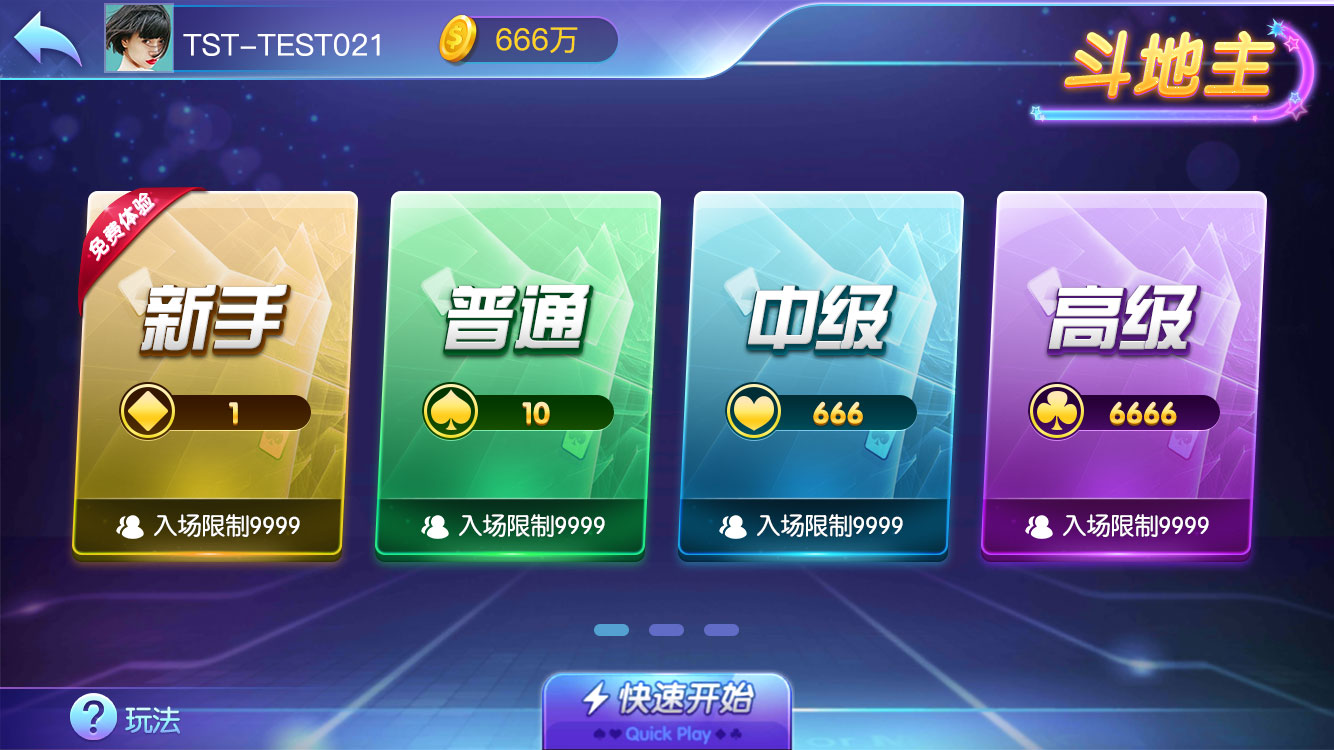 TST-TEST021
666万
斗地主
免费体验
新手
1
入场限制9999
普通
10
入场限制9999
中级
666
入场限制9999
高级
6666
入场限制9999
玩法
快速开始
Quick Play